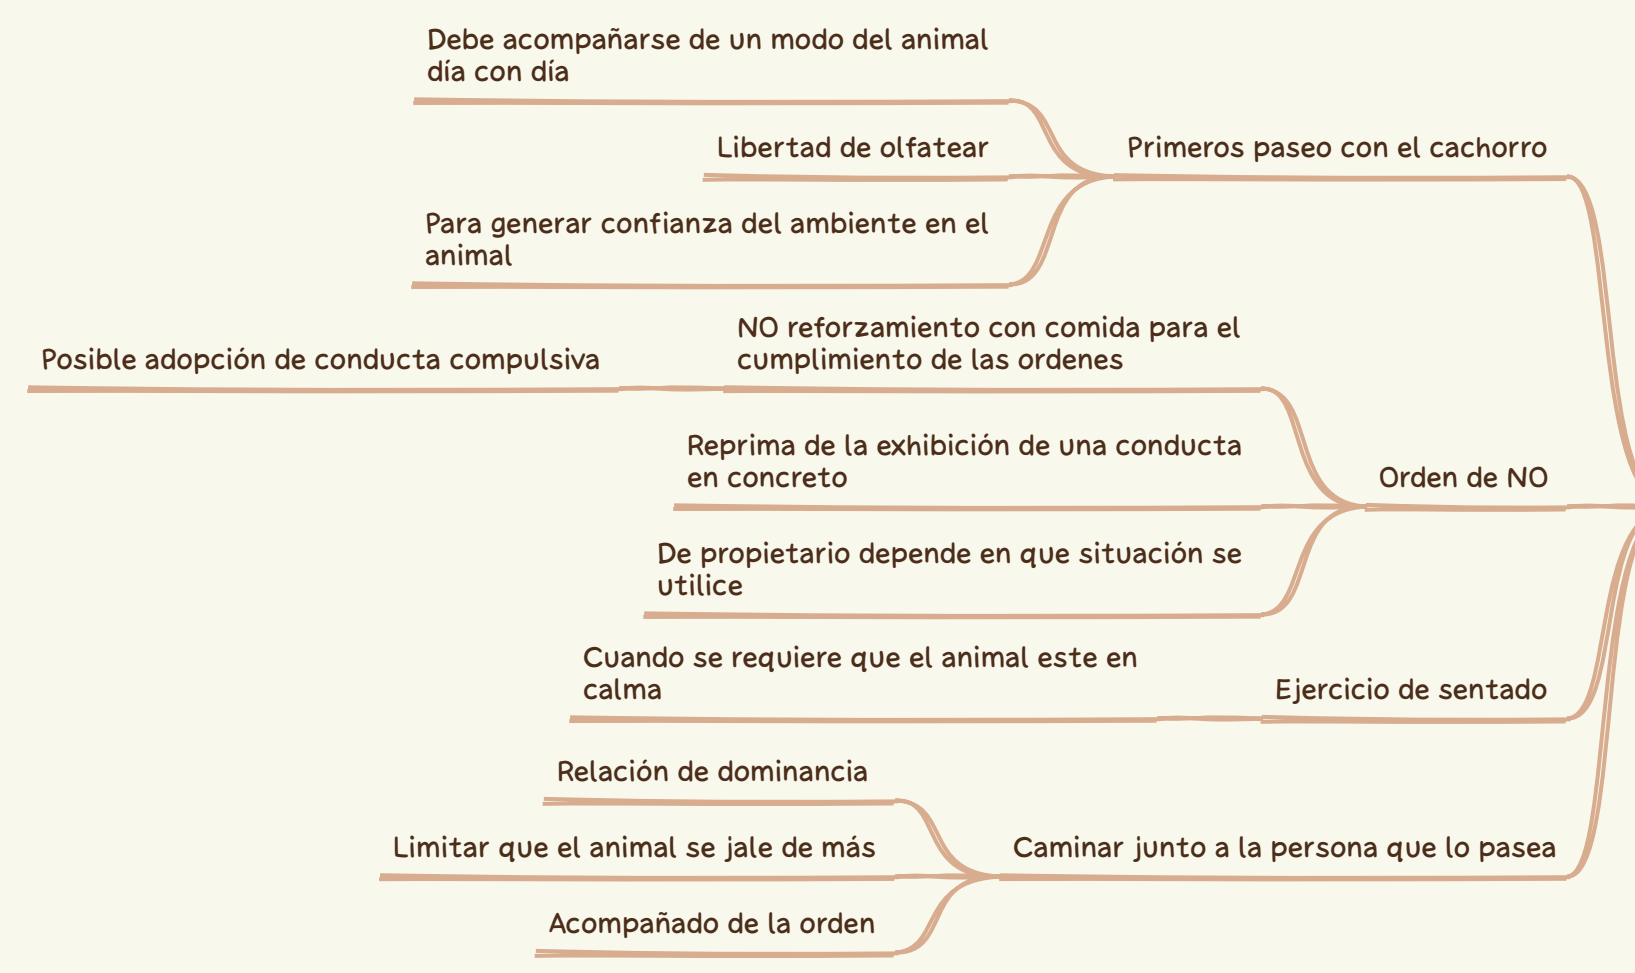 Debe acompañarse de un modo del animal
día con día
Libertad de olfatear
Primeros paseo con el cachorro
Para generar confianza del ambiente en el
animal
NO reforzamiento con comida para el
cumplimiento de las ordenes
Posible adopción de conducta compulsiva
Reprima de la exhibición de una conducta
en concreto
Orden de NO
De propietario depende en que situación se
utilice
Cuando se requiere que el animal este en
calma
Ejercicio de sentado
Relación de dominancia
Limitar que el animal se jale de más
Caminar junto a la persona que lo pasea
Acompañado de la orden